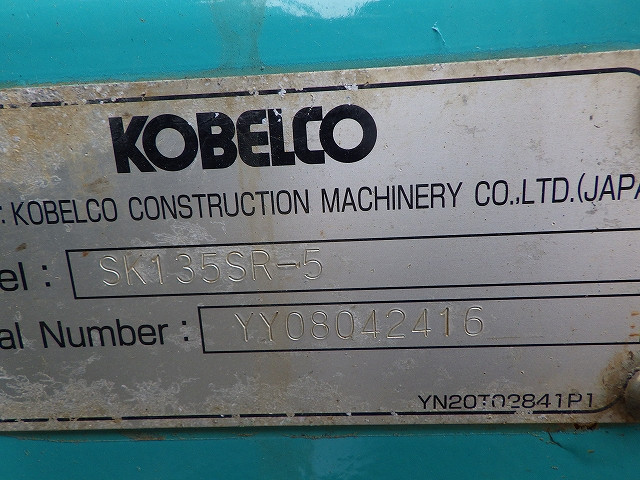 KOBELCO
KOBELCO CONSTRUCTION MACHINERY CO.,LTD.(JAPA
el : SK135SR-5
al Number : YY08042416
YN20T02841P1